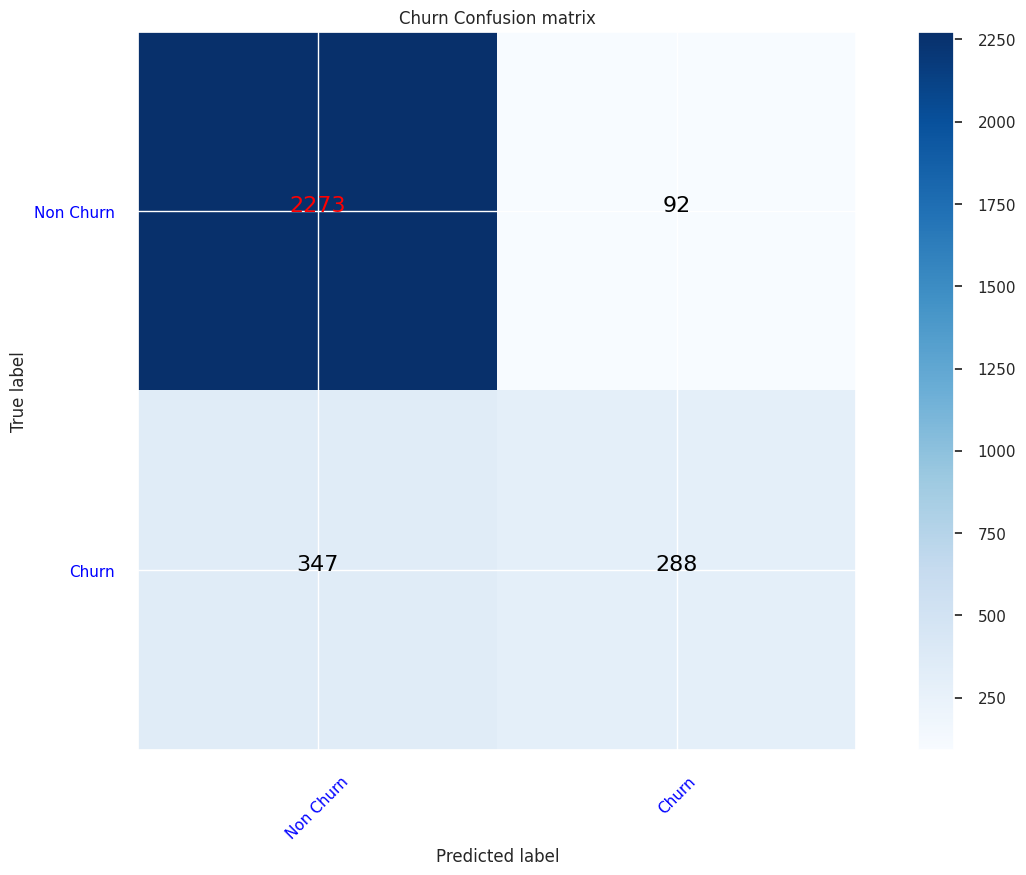 Churn Confusion matrix
True label
Non Churn
Churn
2273
92
347
288
Non Churn
Churn
Predicted label
2250
2000
1750
1500
1250
1000
750
500
250